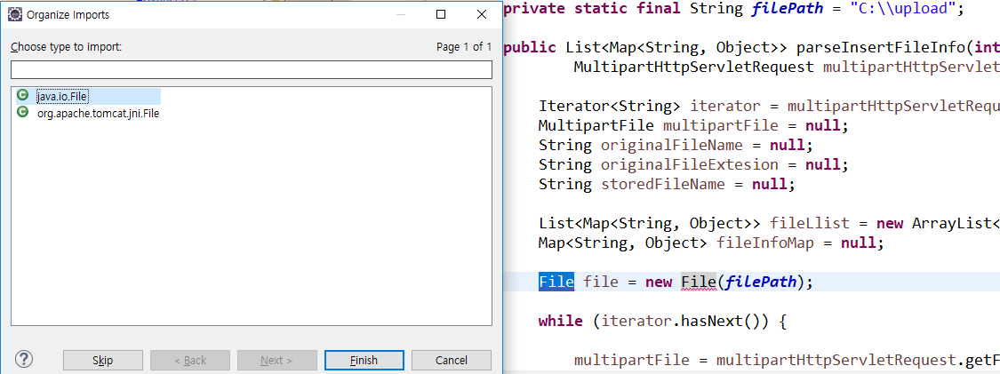 Organize Imports
Choose type to import:
Page 1 of 1
java.io.File
org.apache.tomcat.jni.File
?
Skip
< Back
Next >
Finish
Cancel
private static final String filePath = "C:\\upload";
public List<Map<String, Object>> parseInsertFileInfo(int
MultipartHttpServletRequest multipartHttpServlet
Iterator<String> iterator = multipartHttpServletRequ
MultipartFile multipartFile = null;
String originalFileName = null;
String originalFileExtesion = null;
String storedFileName = null;
List<Map<String, Object>> fileLlist = new ArrayList<
Map<String, Object> fileInfoMap = null;
File file = new File(filePath);
while (iterator.hasNext()) {
multipartFile = multipartHttpServletRequest.getF